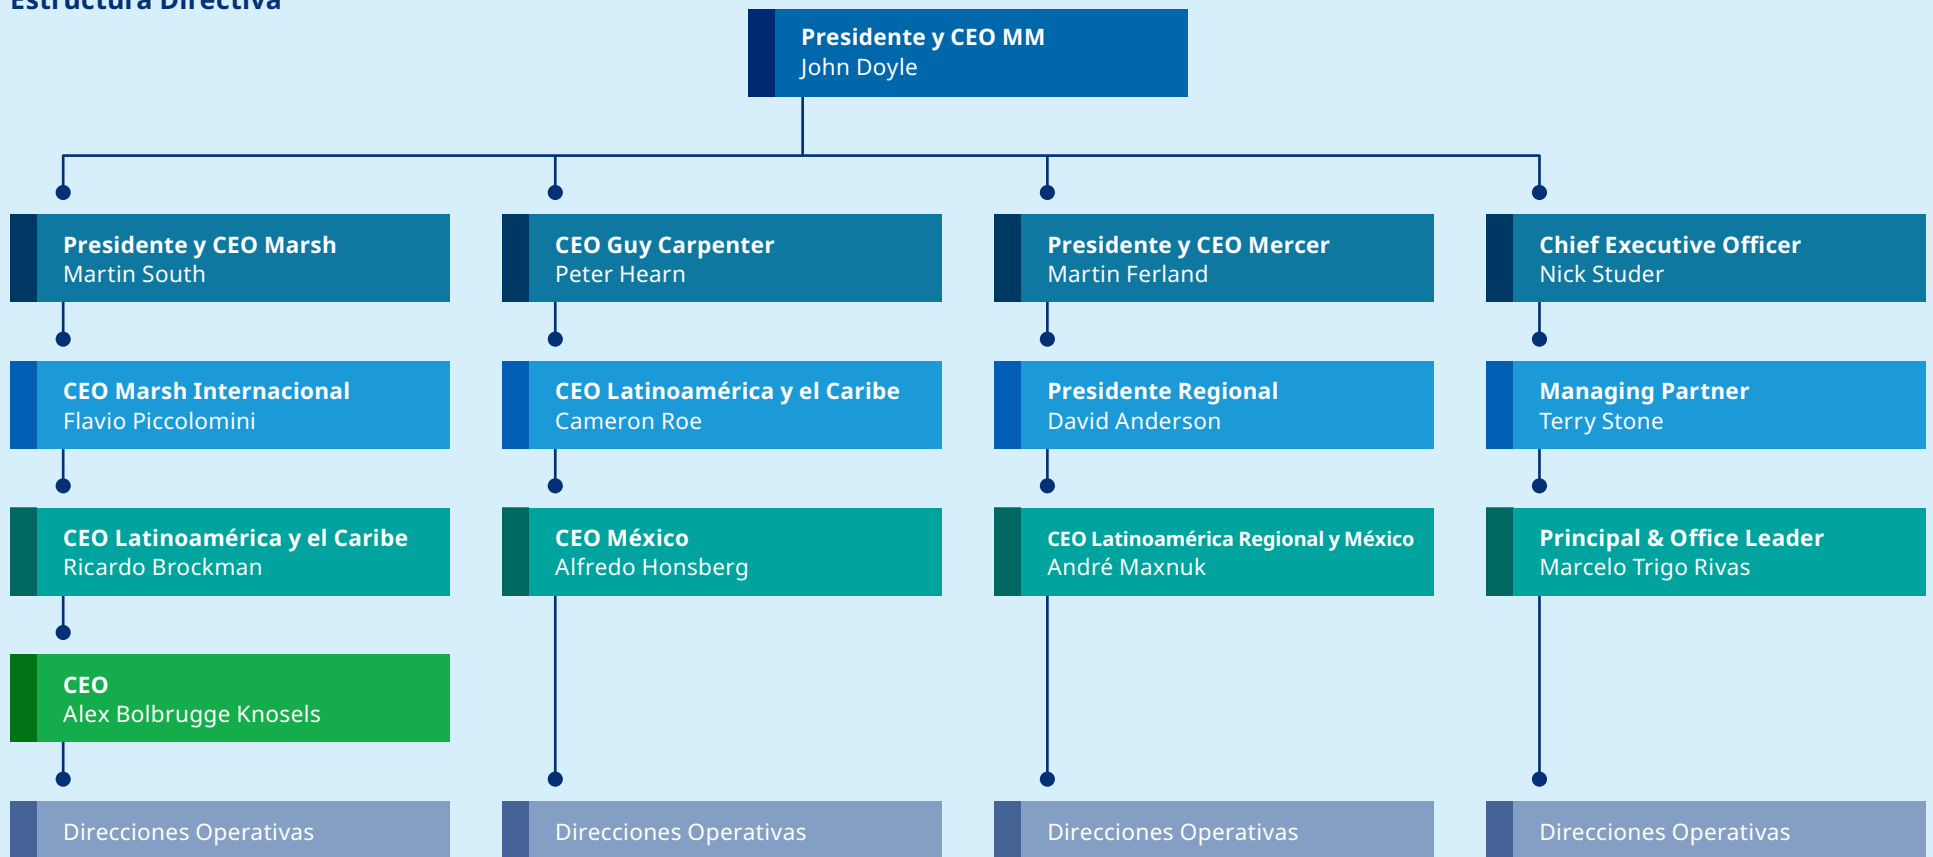 Estructura Directiva
Presidente y CEO MM
John Doyle
Presidente y CEO Marsh
Martin South
CEO Guy Carpenter
Peter Hearn
Presidente y CEO Mercer
Martin Ferland
Chief Executive Officer
Nick Studer
CEO Marsh Internacional
Flavio Piccolomini
CEO Latinoamérica y el Caribe
Cameron Roe
Presidente Regional
David Anderson
Managing Partner
Terry Stone
CEO Latinoamérica y el Caribe
Ricardo Brockman
CEO México
Alfredo Honsberg
CEO Latinoamérica Regional y México
André Maxnuk
Principal & Office Leader
Marcelo Trigo Rivas
CEO
Alex Bolbrugge Knosels
Direcciones Operativas
Direcciones Operativas
Direcciones Operativas
Direcciones Operativas